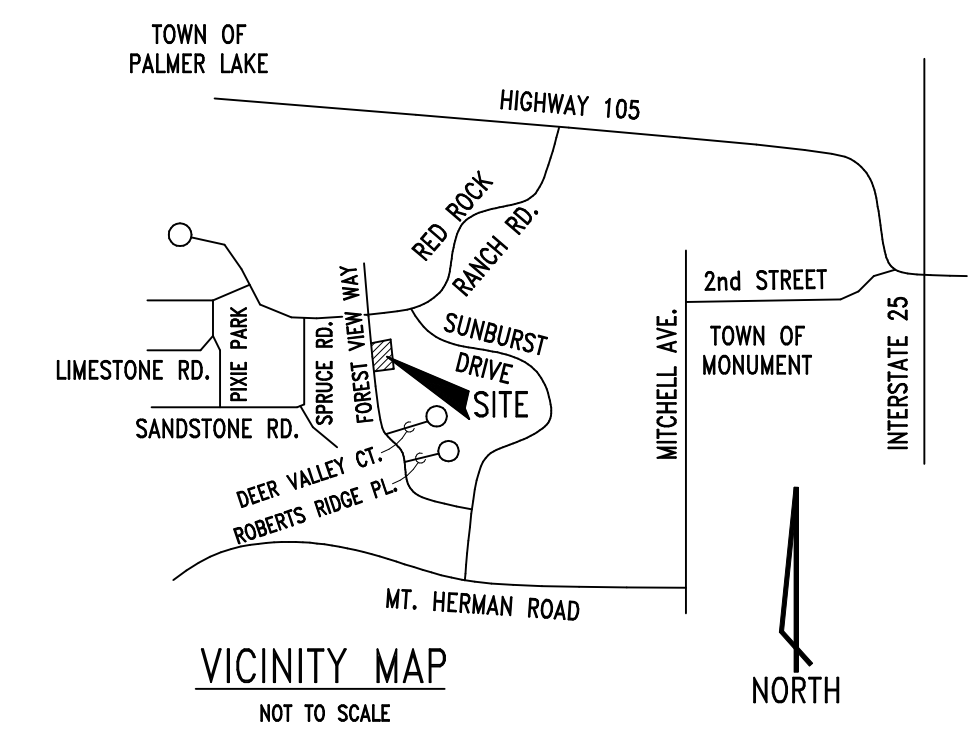 TOWN OF
PALMER LAKE
HIGHWAY 105
RED ROCK
RANCH RD.
2nd STREET
FOREST VIEW WAY
SUNBURST
DRIVE
TOWN OF
MONUMENT
INTERSTATE 25
MITCHELL AVE.
PIXIE PARK
SPRUCE RD.
LIMESTONE RD.
SITE
SANDSTONE RD.
DEER VALLEY CT.
ROBERTS RIDGE PL.
MT. HERMAN ROAD
VICINITY MAP
NOT TO SCALE
NORTH